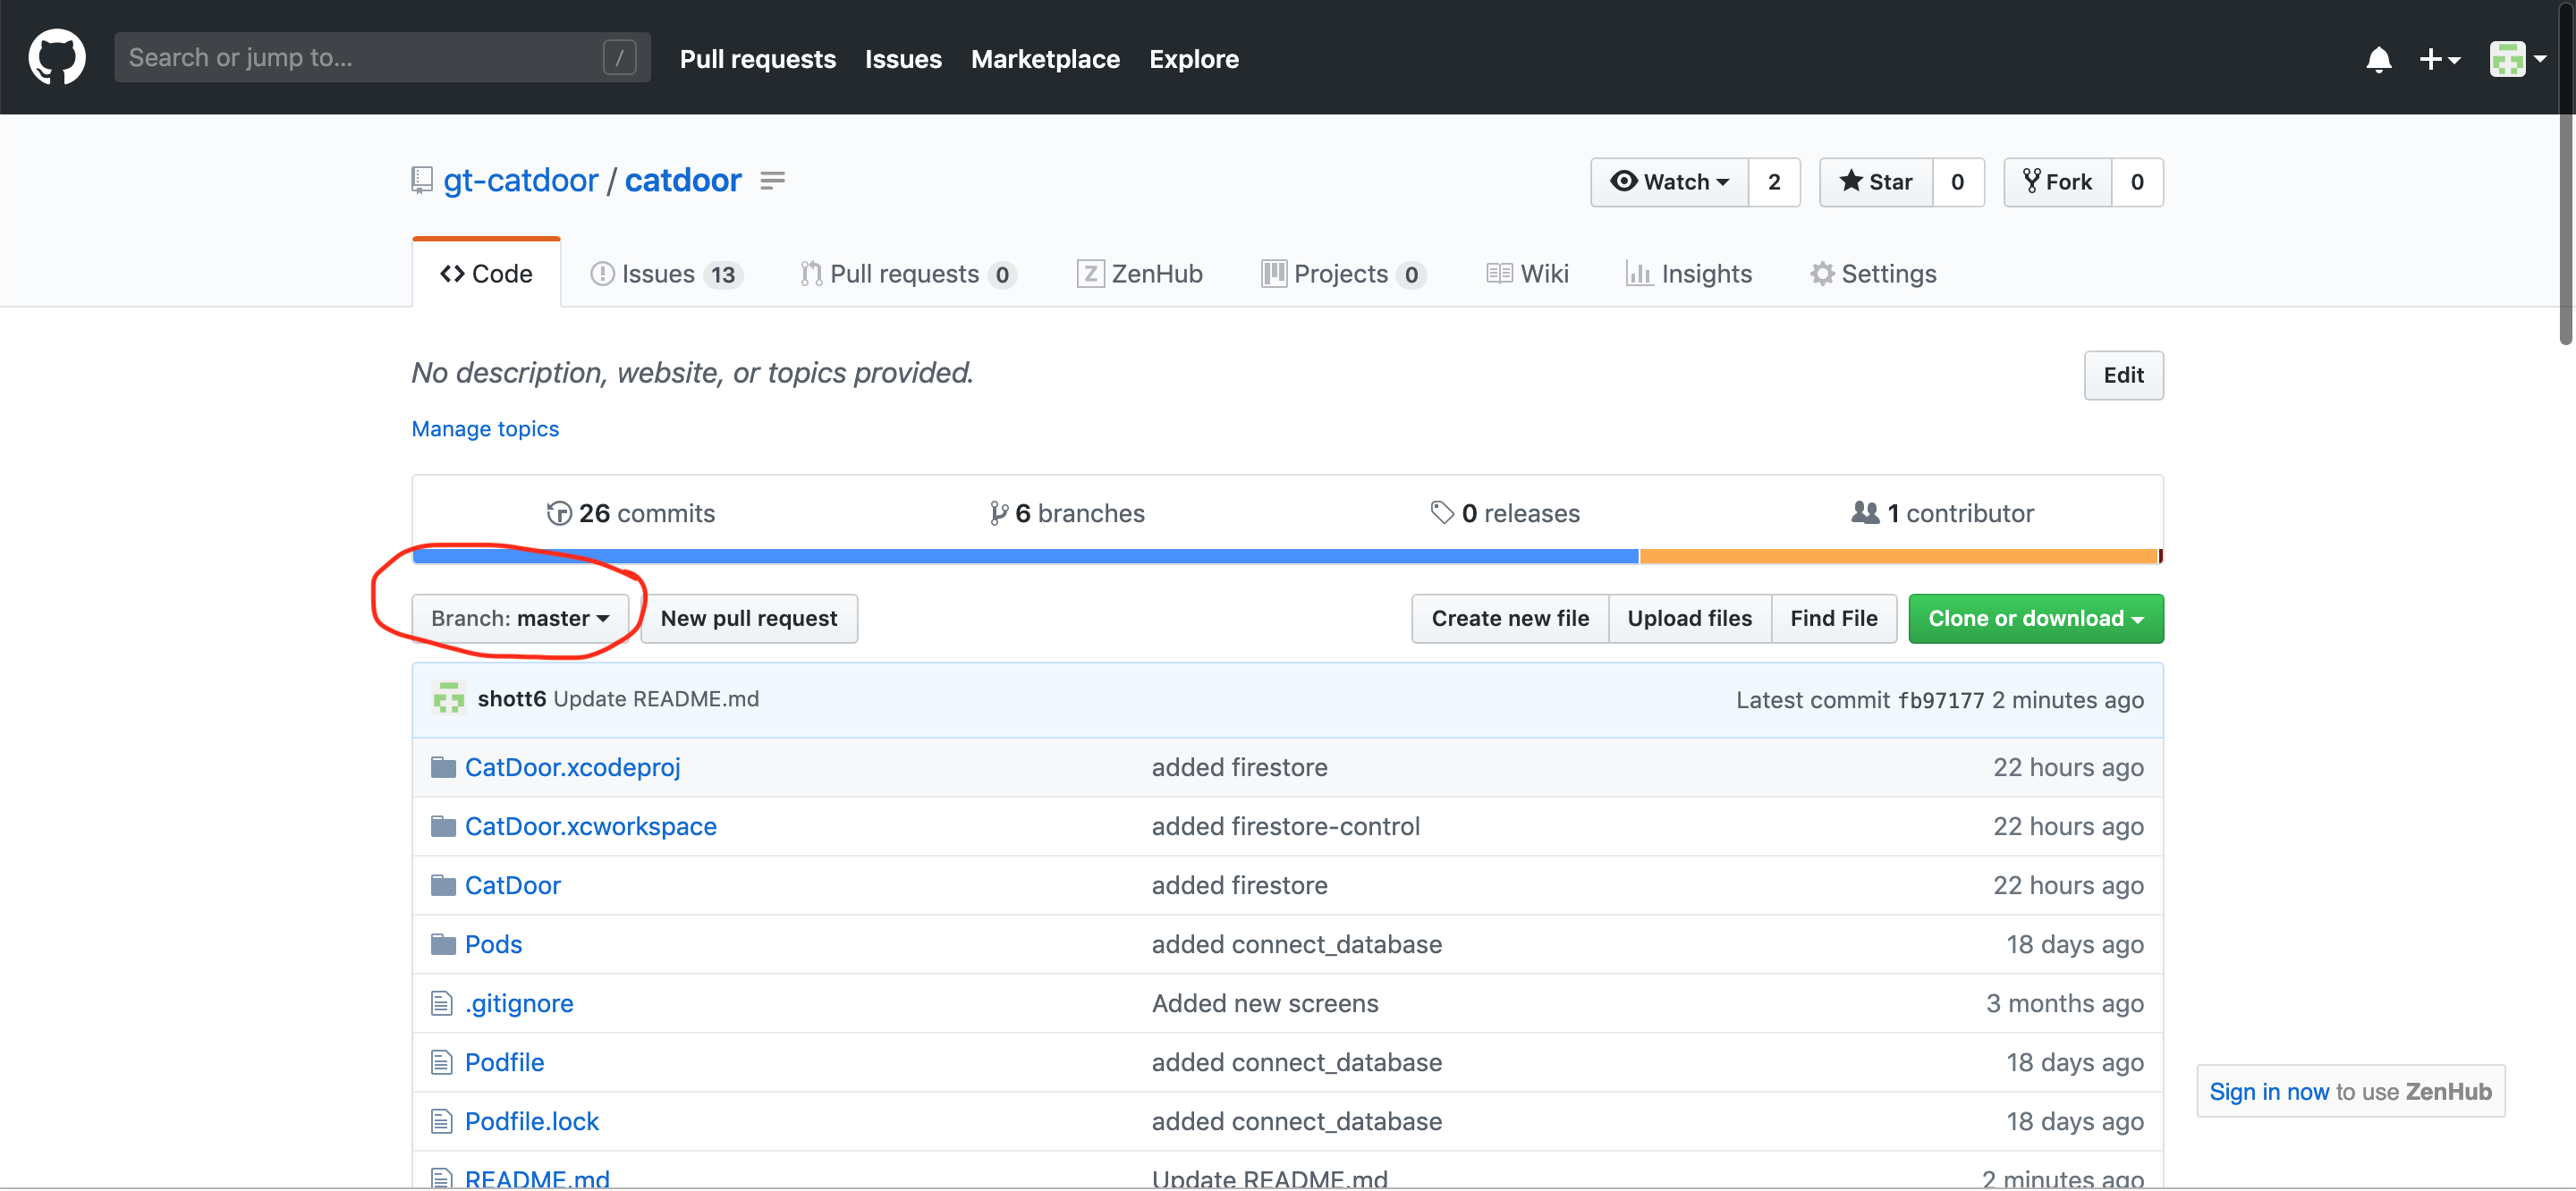 Search or jump to... / Pull requests Issues Marketplace Explore
gt-catdoor / catdoor Watch 2 Star 0 Fork 0
Code Issues 13 Pull requests 0 Z ZenHub Projects 0 Wiki Insights Settings
No description, website, or topics provided. Edit
Manage topics
26 commits 6 branches 0 releases 1 contributor
Branch: master New pull request Create new file Upload files Find File Clone or download
shott6 Update README.md Latest commit fb97177 2 minutes ago
CatDoor.xcodeproj added firestore 22 hours ago
CatDoor.xcworkspace added firestore-control 22 hours ago
CatDoor added firestore 22 hours ago
Pods added connect_database 18 days ago
.gitignore Added new screens 3 months ago
Podfile added connect_database 18 days ago
Sign in now to use ZenHub
Podfile.lock added connect_database 18 days ago
README.md Update README.md 2 minutes ago